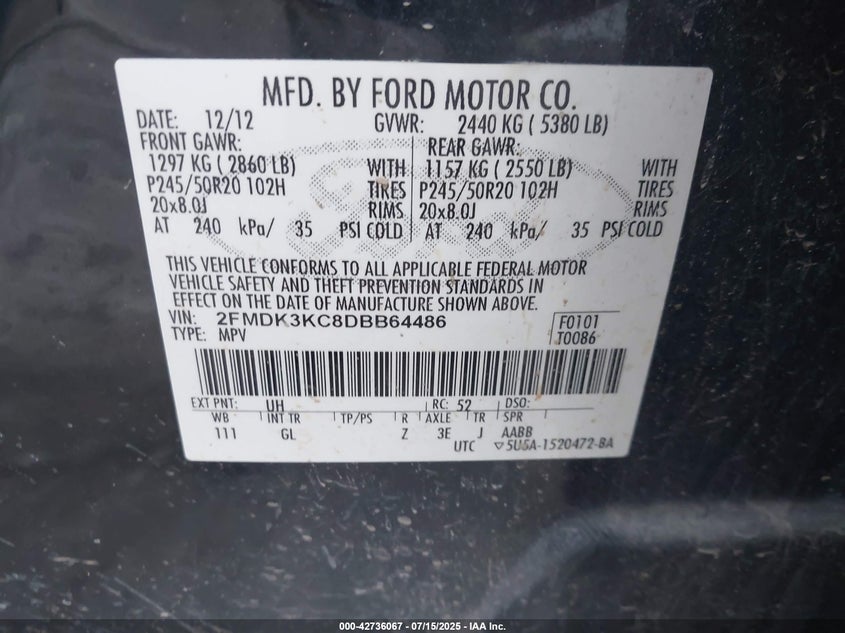 MFD. BY FORD MOTOR CO.
DATE: 12/12 GVWR: 2440 KG ( 5380 LB)
FRONT GAWR: REAR GAWR:
1297 KG ( 2860 LB) WITH 1157 KG ( 2550 LB) WITH
P245/50R20 102H TIRES P245/50R20 102H TIRES
20x8.0J RIMS 20x8.0J RIMS
AT 240 kPa/ 35 PSI COLD AT 240 kPa/ 35 PSI COLD
THIS VEHICLE CONFORMS TO ALL APPLICABLE FEDERAL MOTOR
VEHICLE SAFETY AND THEFT PREVENTION STANDARDS IN
EFFECT ON THE DATE OF MANUFACTURE SHOWN ABOVE.
VIN: 2FMDK3KC8DBB64486 F0101
TYPE: MPV T0086
EXT PNT: UH RC: 52 DSO:
WB INT TR TP/PS R AXLE TR SPR
111 GL Z 3E J AABB
UTC ▽5U5A-1520472-BA
000-42736067 - 07/15/2025 - IAA Inc.